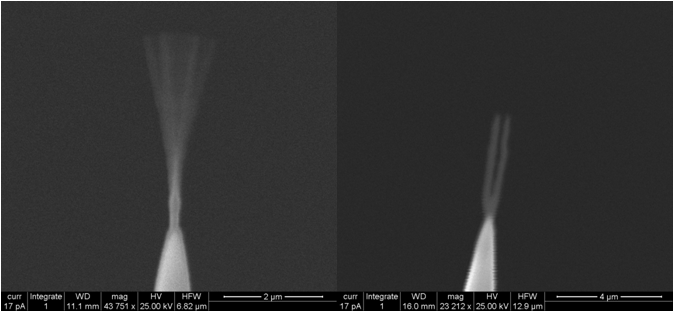 curr Integrate WD mag HV HFW 2 µm
17 pA 1 11.1 mm 43 751 x 25.00 kV 6.82 µm
curr Integrate WD mag HV HFW 4 µm
17 pA 1 16.0 mm 23 212 x 25.00 kV 12.9 µm